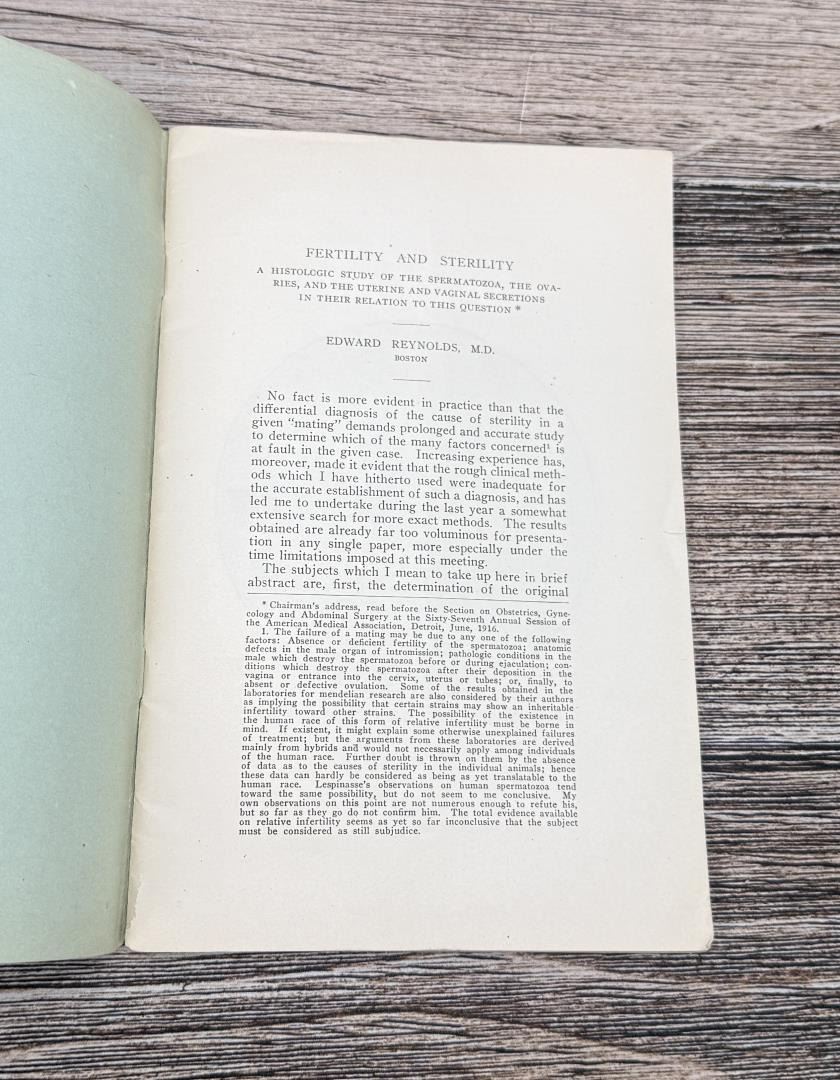 FERTILITY AND STERILITY
A HISTOLOGIC STUDY OF THE SPERMATOZOA, THE OVA-
RIES, AND THE UTERINE AND VAGINAL SECRETIONS
IN THEIR RELATION TO THIS QUESTION *
EDWARD REYNOLDS, M.D.
BOSTON
No fact is more evident in practice than that the
differential diagnosis of the cause of sterility in a
given "mating" demands prolonged and accurate study
to determine which of the many factors concerned¹ is
at fault in the given case. Increasing experience has,
moreover, made it evident that the rough clinical meth-
ods which I have hitherto used were inadequate for
the accurate establishment of such a diagnosis, and has
led me to undertake during the last year a somewhat
extensive search for more exact methods. The results
obtained are already far too voluminous for presenta-
tion in any single paper, more especially under the
time limitations imposed at this meeting.
The subjects which I mean to take up here in brief
abstract are, first, the determination of the original
* Chairman's address, read before the Section on Obstetrics, Gyne-
cology and Abdominal Surgery at the Sixty-Seventh Annual Session of
the American Medical Association, Detroit, June, 1916.
1. The failure of a mating may be due to any one of the following
factors: Absence or deficient fertility of the spermatozoa; anatomic
defects in the male organ of intromission; pathologic conditions in the
male which destroy the spermatozoa before or during ejaculation; con-
ditions which destroy the spermatozoa after their deposition in the
vagina or entrance into the cervix, uterus or tubes; or, finally, to
absent or defective ovulation. Some of the results obtained in the
laboratories for mendelian research are also considered by their authors
as implying the possibility that certain strains may show an inheritable
infertility toward other strains. The possibility of the existence in
the human race of this form of relative infertility must be borne in
mind. If existent, it might explain some otherwise unexplained failures
of treatment; but the arguments from these laboratories are derived
mainly from hybrids and would not necessarily apply among individuals
of the human race. Further doubt is thrown on them by the absence
of data as to the causes of sterility in the individual animals; hence
these data can hardly be considered as being as yet translatable to the
human race. Lespinasse's observations on human spermatozoa tend
toward the same possibility, but do not seem to me conclusive. My
own observations on this point are not numerous enough to refute his,
but so far as they go do not confirm him. The total evidence available
on relative infertility seems as yet so far inconclusive that the subject
must be considered as still subjudice.